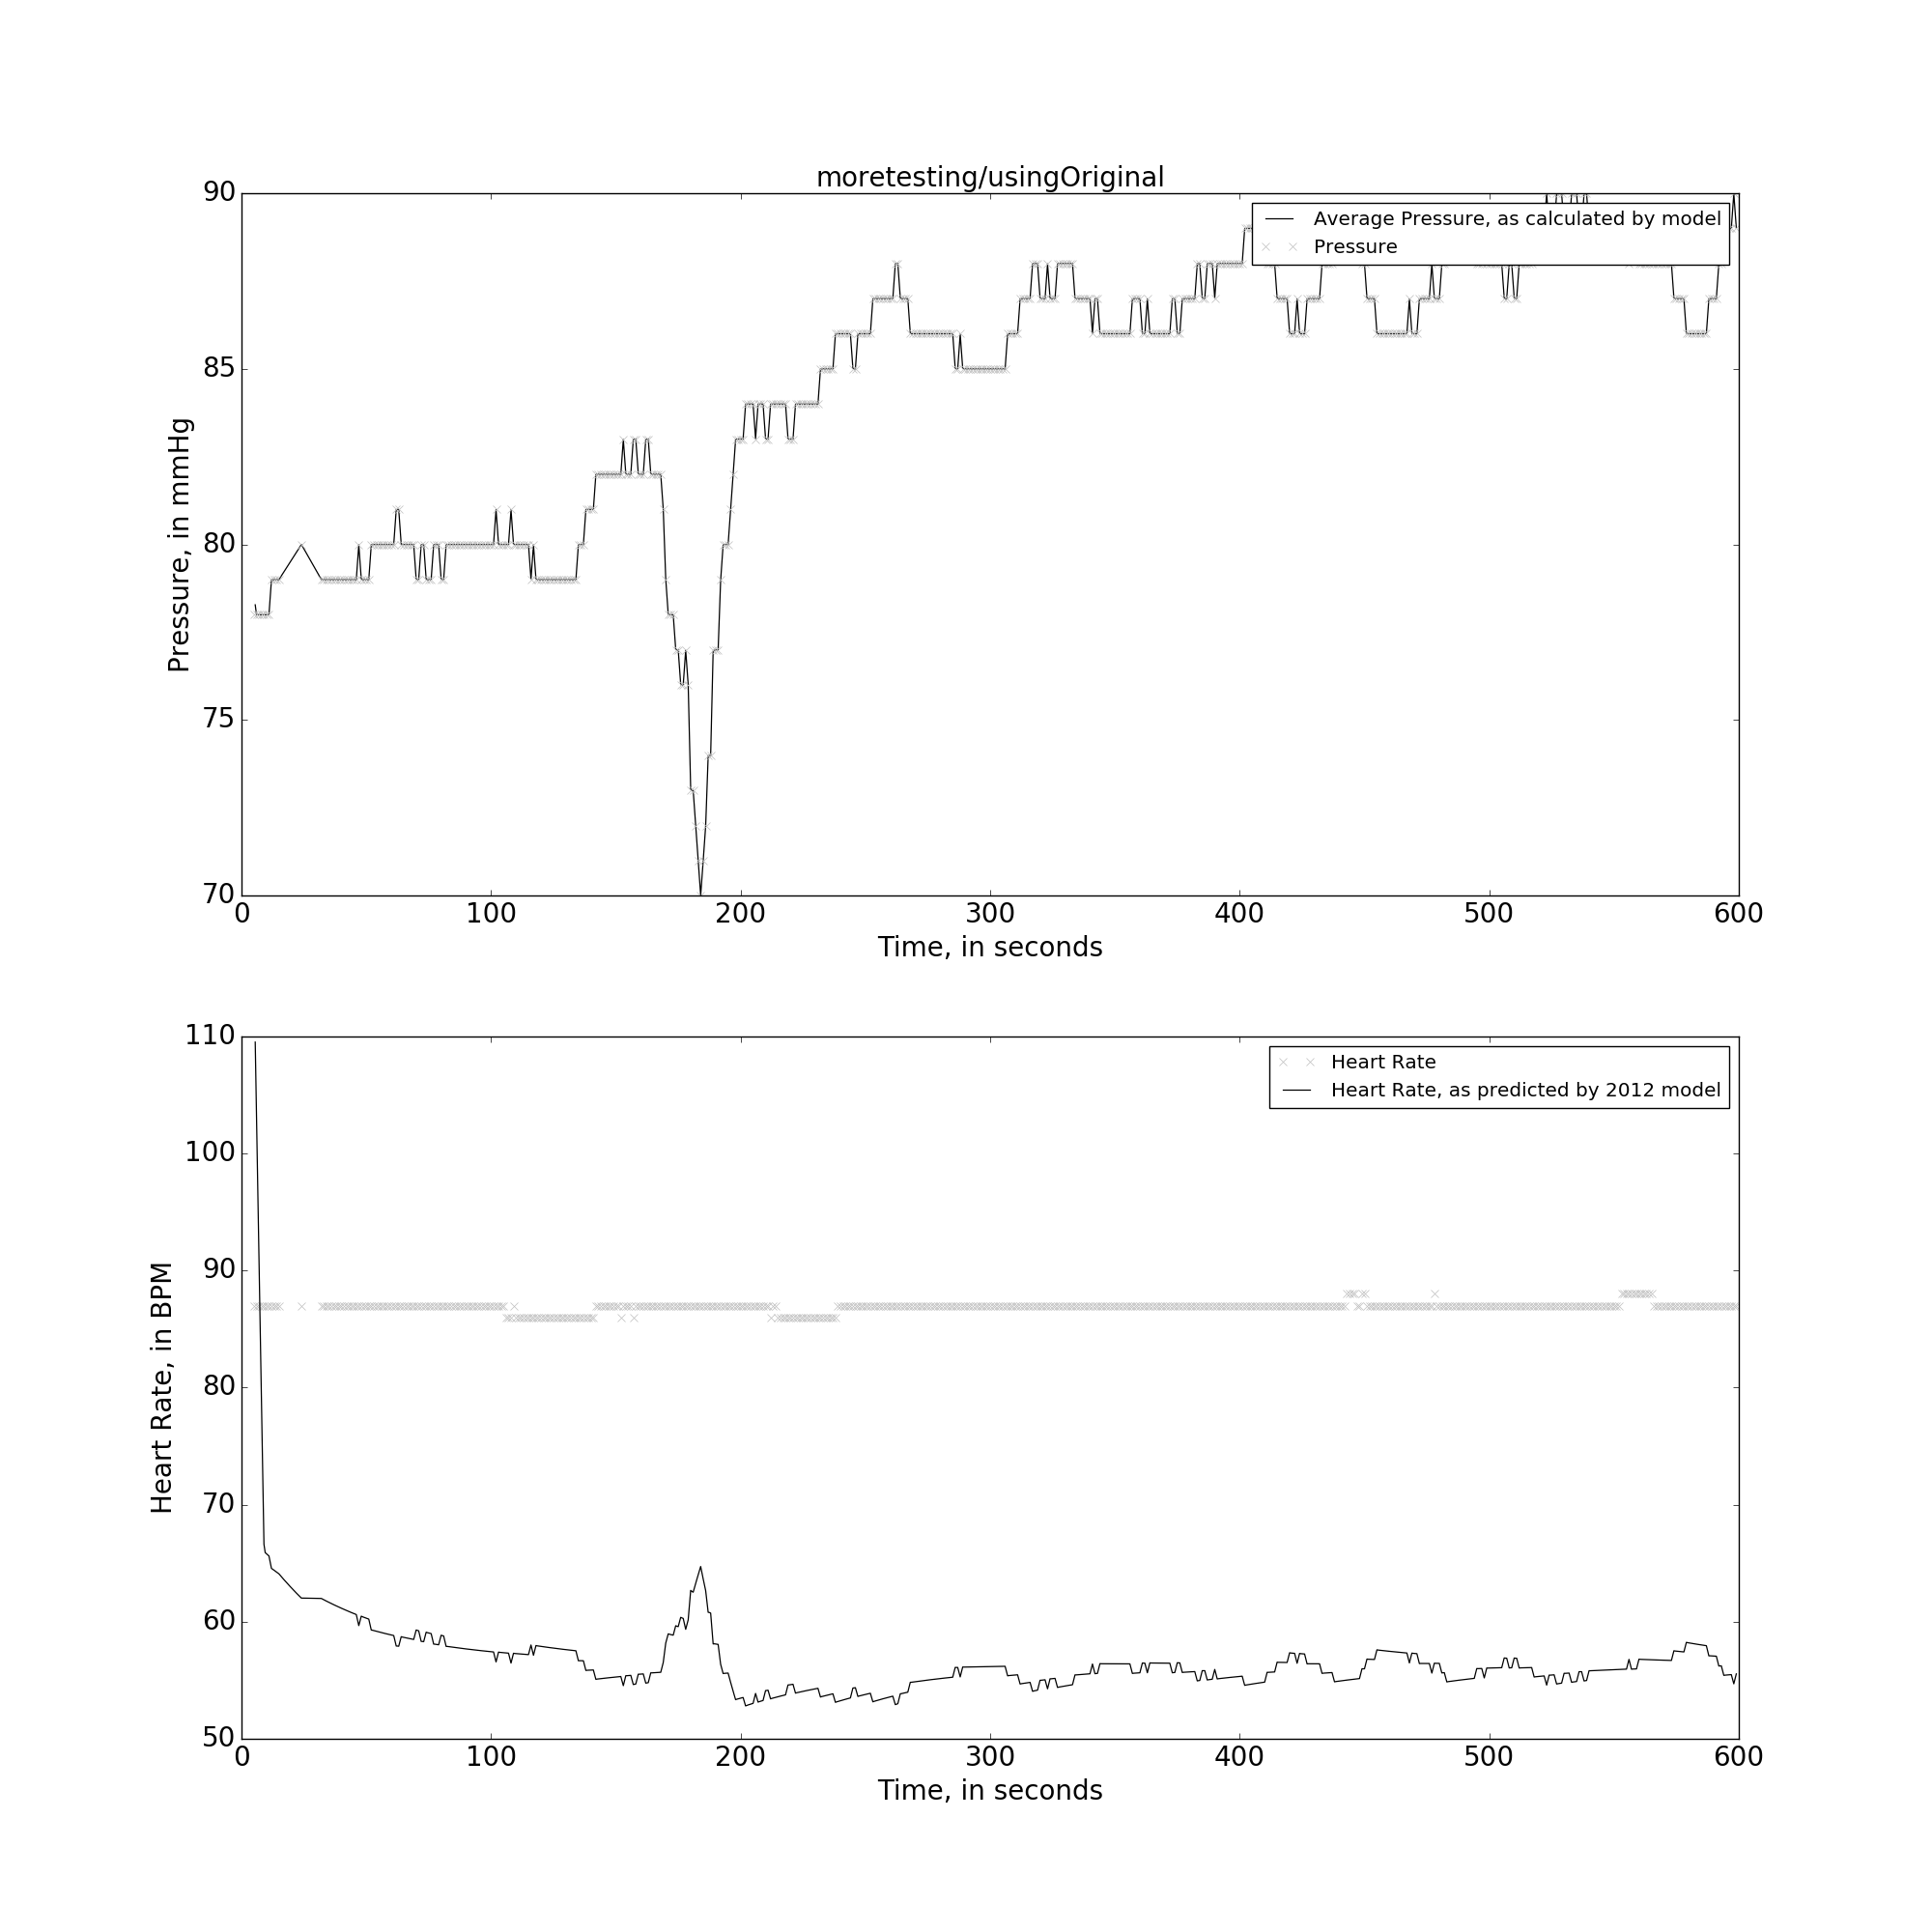 moretesting/usingOriginal
90
85
80
75
70
Pressure, in mmHg
Average Pressure, as calculated by model
Pressure
0 100 200 300 400 500 600
Time, in seconds
110
100
90
80
70
60
50
Heart Rate, in BPM
Heart Rate
Heart Rate, as predicted by 2012 model
0 100 200 300 400 500 600
Time, in seconds